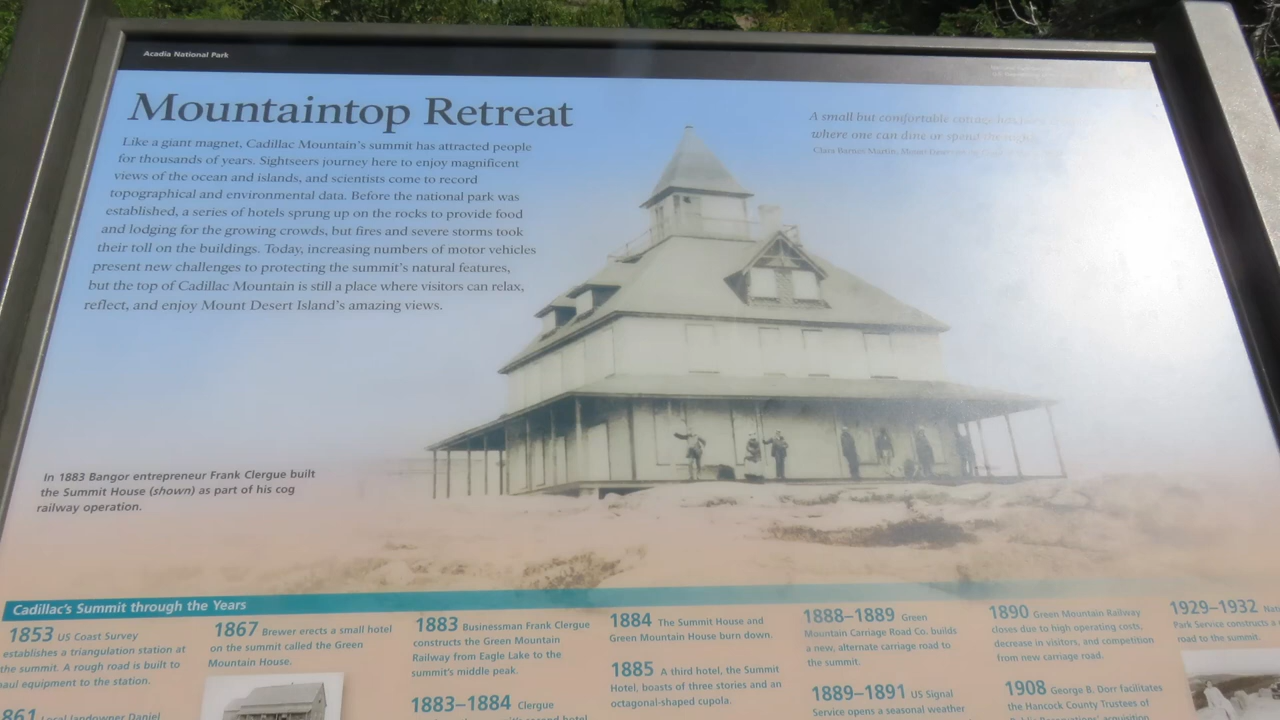 Acadia National Park
Mountaintop Retreat
Like a giant magnet, Cadillac Mountain's summit has attracted people
for thousands of years. Sightseers journey here to enjoy magnificent
views of the ocean and islands, and scientists come to record
topographical and environmental data. Before the national park was
established, a series of hotels sprung up on the rocks to provide food
and lodging for the growing crowds, but fires and severe storms took
their toll on the buildings. Today, increasing numbers of motor vehicles
present new challenges to protecting the summit's natural features,
but the top of Cadillac Mountain is still a place where visitors can relax,
reflect, and enjoy Mount Desert Island's amazing views.
A small but comfortable cottage
where one can dine or spend the
Clara Barnes Martin, Mount Desert
In 1883 Bangor entrepreneur Frank Clergue built
the Summit House (shown) as part of his cog
railway operation.
Cadillac's Summit through the Years
1853 US Coast Survey
establishes a triangulation station at
the summit. A rough road is built to
haul equipment to the station.
1861 Local landowner Daniel
1867 Brewer erects a small hotel
on the summit called the Green
Mountain House.
1883 Businessman Frank Clergue
constructs the Green Mountain
Railway from Eagle Lake to the
summit's middle peak.
1883–1884 Clergue
second hotel
1884 The Summit House and
Green Mountain House burn down.
1885 A third hotel, the Summit
Hotel, boasts of three stories and an
octagonal-shaped cupola.
1888–1889 Green
Mountain Carriage Road Co. builds
a new, alternate carriage road to
the summit.
1889–1891 US Signal
Service opens a seasonal weather
1890 Green Mountain Railway
closes due to high operating costs,
decrease in visitors, and competition
from new carriage road.
1908 George B. Dorr facilitates
the Hancock County Trustees of
Public Reservations' acquisition
1929–1932
Park Service constructs a
road to the summit.